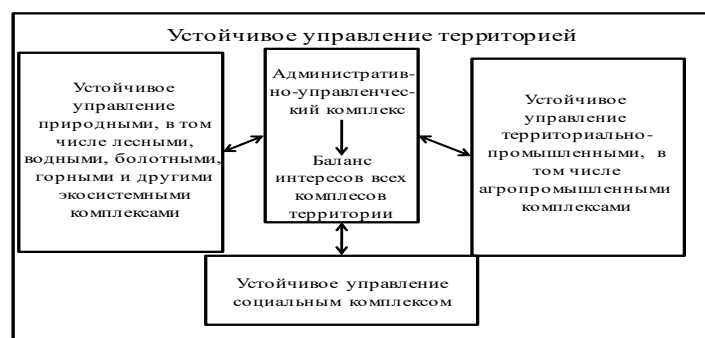 Устойчивое управление территорией
Устойчивое
управление
природными, в том
числе лесными,
водными, болотными,
горными и другими
экосистемными
комплексами
Административ-
но-управленчес-
кий комплекс
Баланс
интересов всех
комплесов
территории
Устойчивое
управление
территориально-
промышленными, в
том числе
агропромышленными
комплексами
Устойчивое управление
социальным комплексом